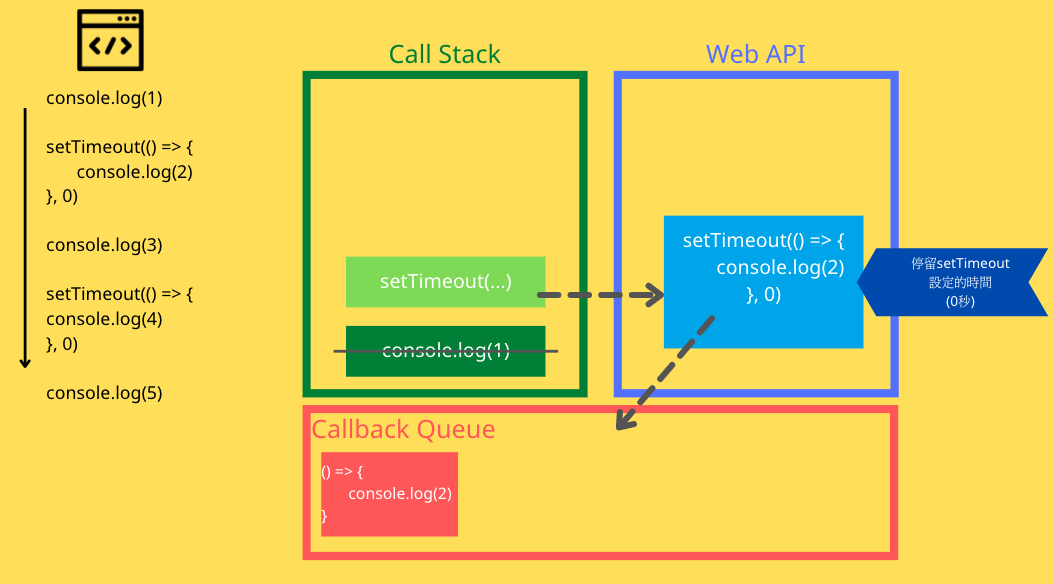 </>
console.log(1)
setTimeout(() => {
console.log(2)
}, 0)
console.log(3)
setTimeout(() => {
console.log(4)
}, 0)
console.log(5)
Call Stack
setTimeout(...)
console.log(1)
Web API
setTimeout(() => {
console.log(2)
}, 0)
停留setTimeout
設定的時間
(0秒)
Callback Queue
() => {
console.log(2)
}